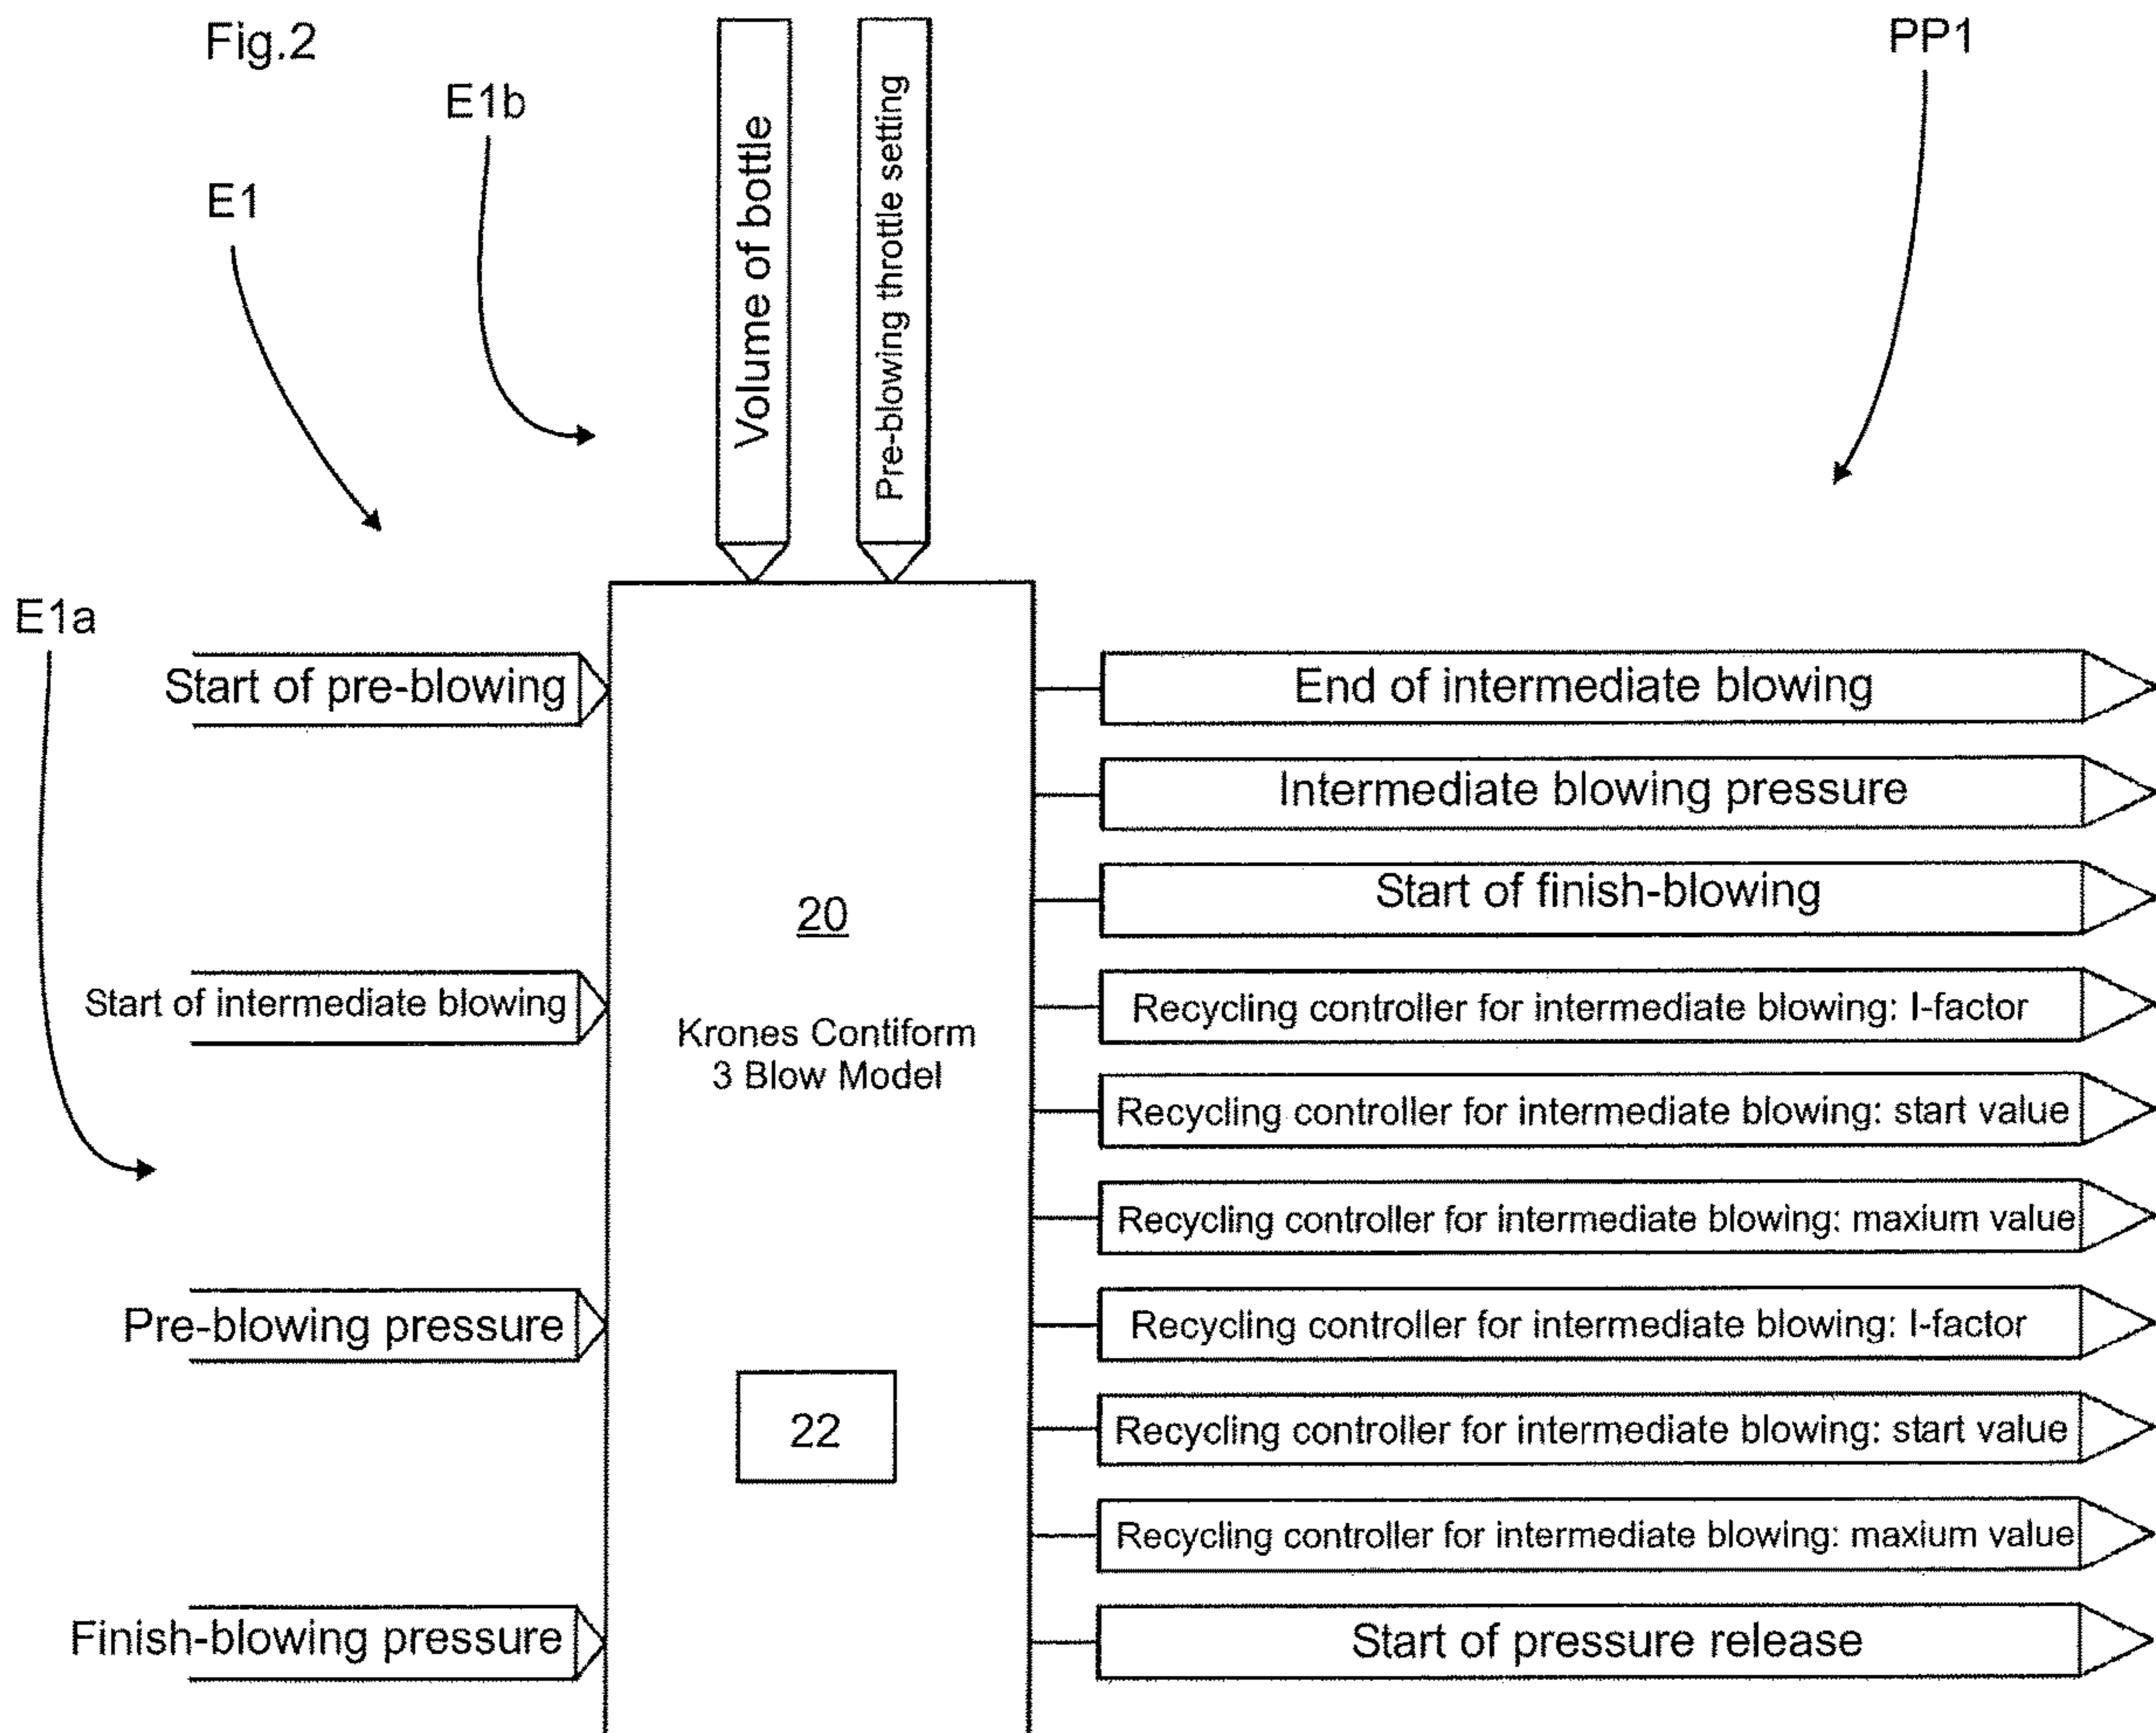 Fig.2
PP1
E1b
E1
E1a
Volume of bottle
Pre-blowing throttle setting
Start of pre-blowing
Start of intermediate blowing
Pre-blowing pressure
Finish-blowing pressure
20
Krones Contiform
3 Blow Model
22
End of intermediate blowing
Intermediate blowing pressure
Start of finish-blowing
Recycling controller for intermediate blowing: I-factor
Recycling controller for intermediate blowing: start value
Recycling controller for intermediate blowing: maxium value
Recycling controller for intermediate blowing: I-factor
Recycling controller for intermediate blowing: start value
Recycling controller for intermediate blowing: maxium value
Start of pressure release